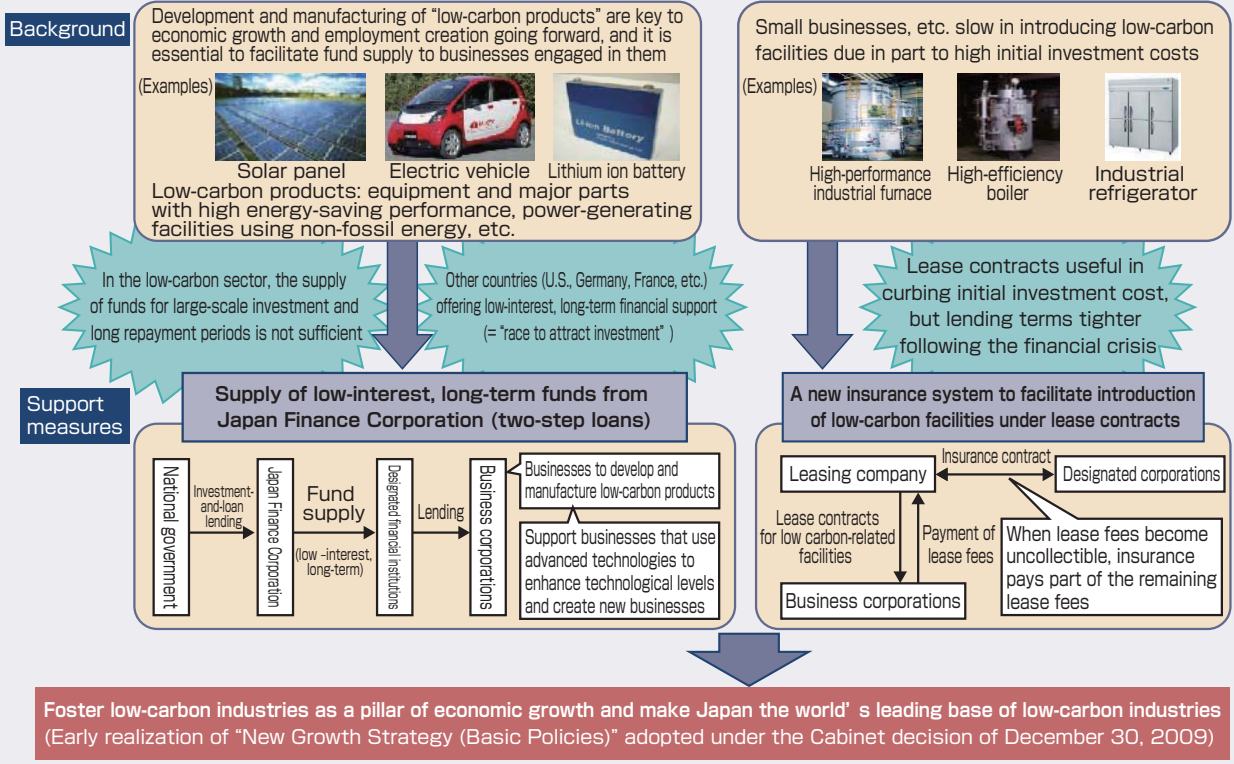 Background
Development and manufacturing of “low-carbon products” are key to
economic growth and employment creation going forward, and it is
essential to facilitate fund supply to businesses engaged in them
(Examples)
Li-ion Battery
Solar panel
Electric vehicle
Lithium ion battery
Low-carbon products: equipment and major parts
with high energy-saving performance, power-generating
facilities using non-fossil energy, etc.
Small businesses, etc. slow in introducing low-carbon
facilities due in part to high initial investment costs
(Examples)
High-performance
industrial furnace
High-efficiency
boiler
Industrial
refrigerator
In the low-carbon sector, the supply
of funds for large-scale investment and
long repayment periods is not sufficient
Other countries (U.S., Germany, France, etc.)
offering low-interest, long-term financial support
(= “race to attract investment” )
Lease contracts useful in
curbing initial investment cost,
but lending terms tighter
following the financial crisis
Support
measures
Supply of low-interest, long-term funds from
Japan Finance Corporation (two-step loans)
National government
Investment-
and-loan
lending
Japan Finance Corporation
Fund
supply
(low -interest,
long-term)
Designated financial institutions
Lending
Business corporations
Businesses to develop and
manufacture low-carbon products
Support businesses that use
advanced technologies to
enhance technological levels
and create new businesses
A new insurance system to facilitate introduction
of low-carbon facilities under lease contracts
Leasing company
Insurance contract
Designated corporations
Lease contracts
for low carbon-related
facilities
Payment of
lease fees
When lease fees become
uncollectible, insurance
pays part of the remaining
lease fees
Business corporations
Foster low-carbon industries as a pillar of economic growth and make Japan the world’ s leading base of low-carbon industries
(Early realization of “New Growth Strategy (Basic Policies)” adopted under the Cabinet decision of December 30, 2009)